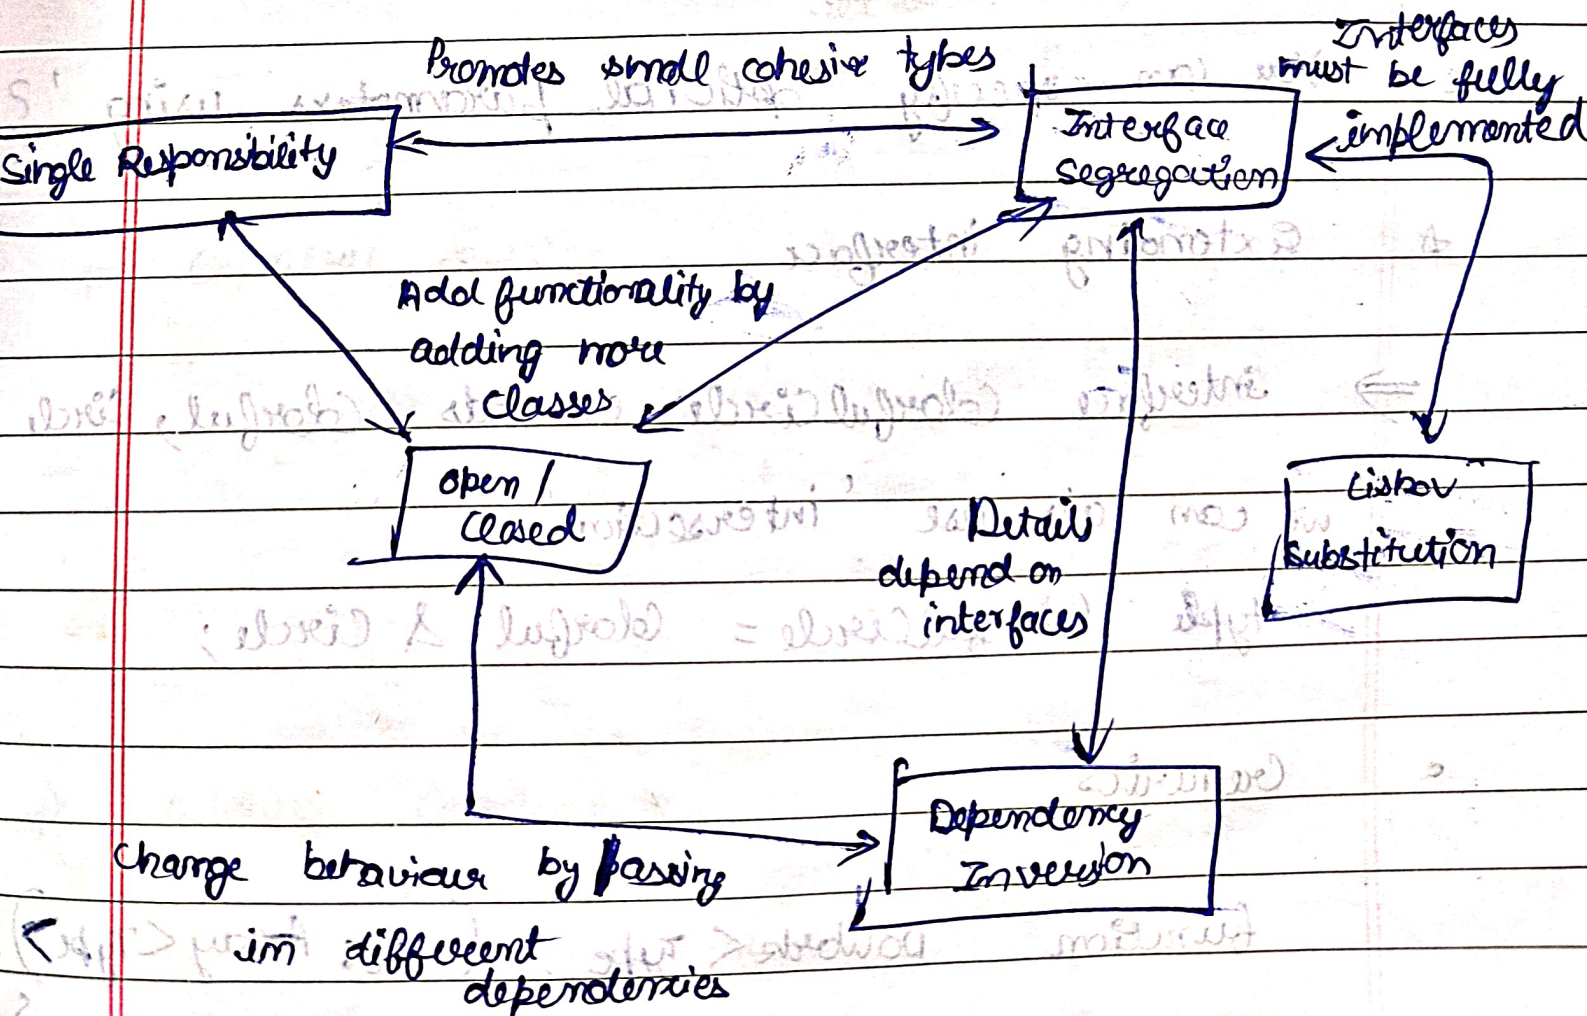 Promotes small cohesive types
Interfaces
must be fully
implemented
Single Responsibility
Interface
Segregation
Add functionality by
adding more
classes
Open /
Closed
Details
depend on
interfaces
Liskov
Substitution
Dependency
Inversion
Change behaviour by passing
in different
dependencies